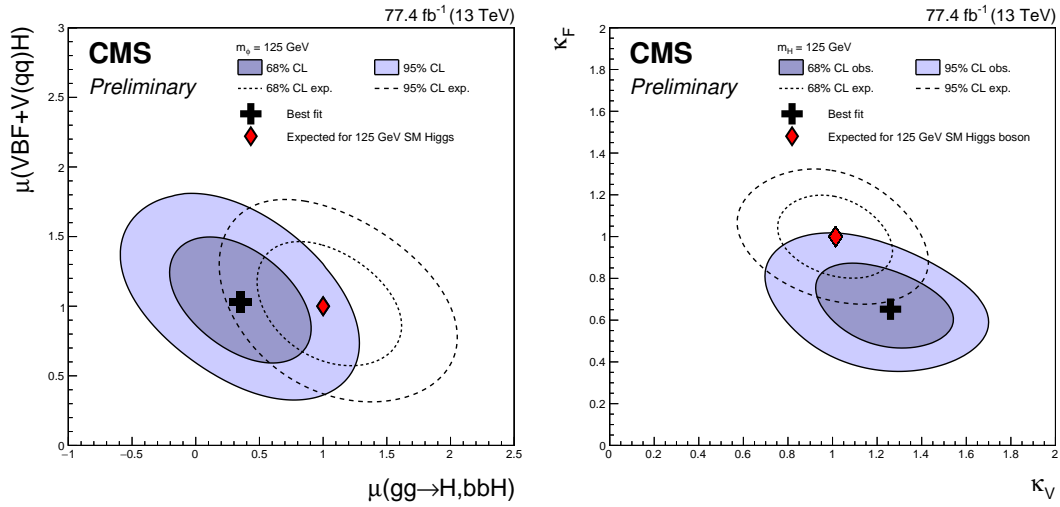 77.4 fb⁻¹ (13 TeV)
μ(VBF+V(qq)H)
CMS
Preliminary
m_ϕ = 125 GeV
68% CL
95% CL
68% CL exp.
95% CL exp.
Best fit
Expected for 125 GeV SM Higgs
3
2.5
2
1.5
1
0.5
0
−1
−0.5
0
0.5
1
1.5
2
2.5
μ(gg→H,bbH)
77.4 fb⁻¹ (13 TeV)
κ_F
CMS
Preliminary
m_H = 125 GeV
68% CL obs.
95% CL obs.
68% CL exp.
95% CL exp.
Best fit
Expected for 125 GeV SM Higgs boson
2
1.8
1.6
1.4
1.2
1
0.8
0.6
0.4
0.2
0
0
0.2
0.4
0.6
0.8
1
1.2
1.4
1.6
1.8
2
κ_V